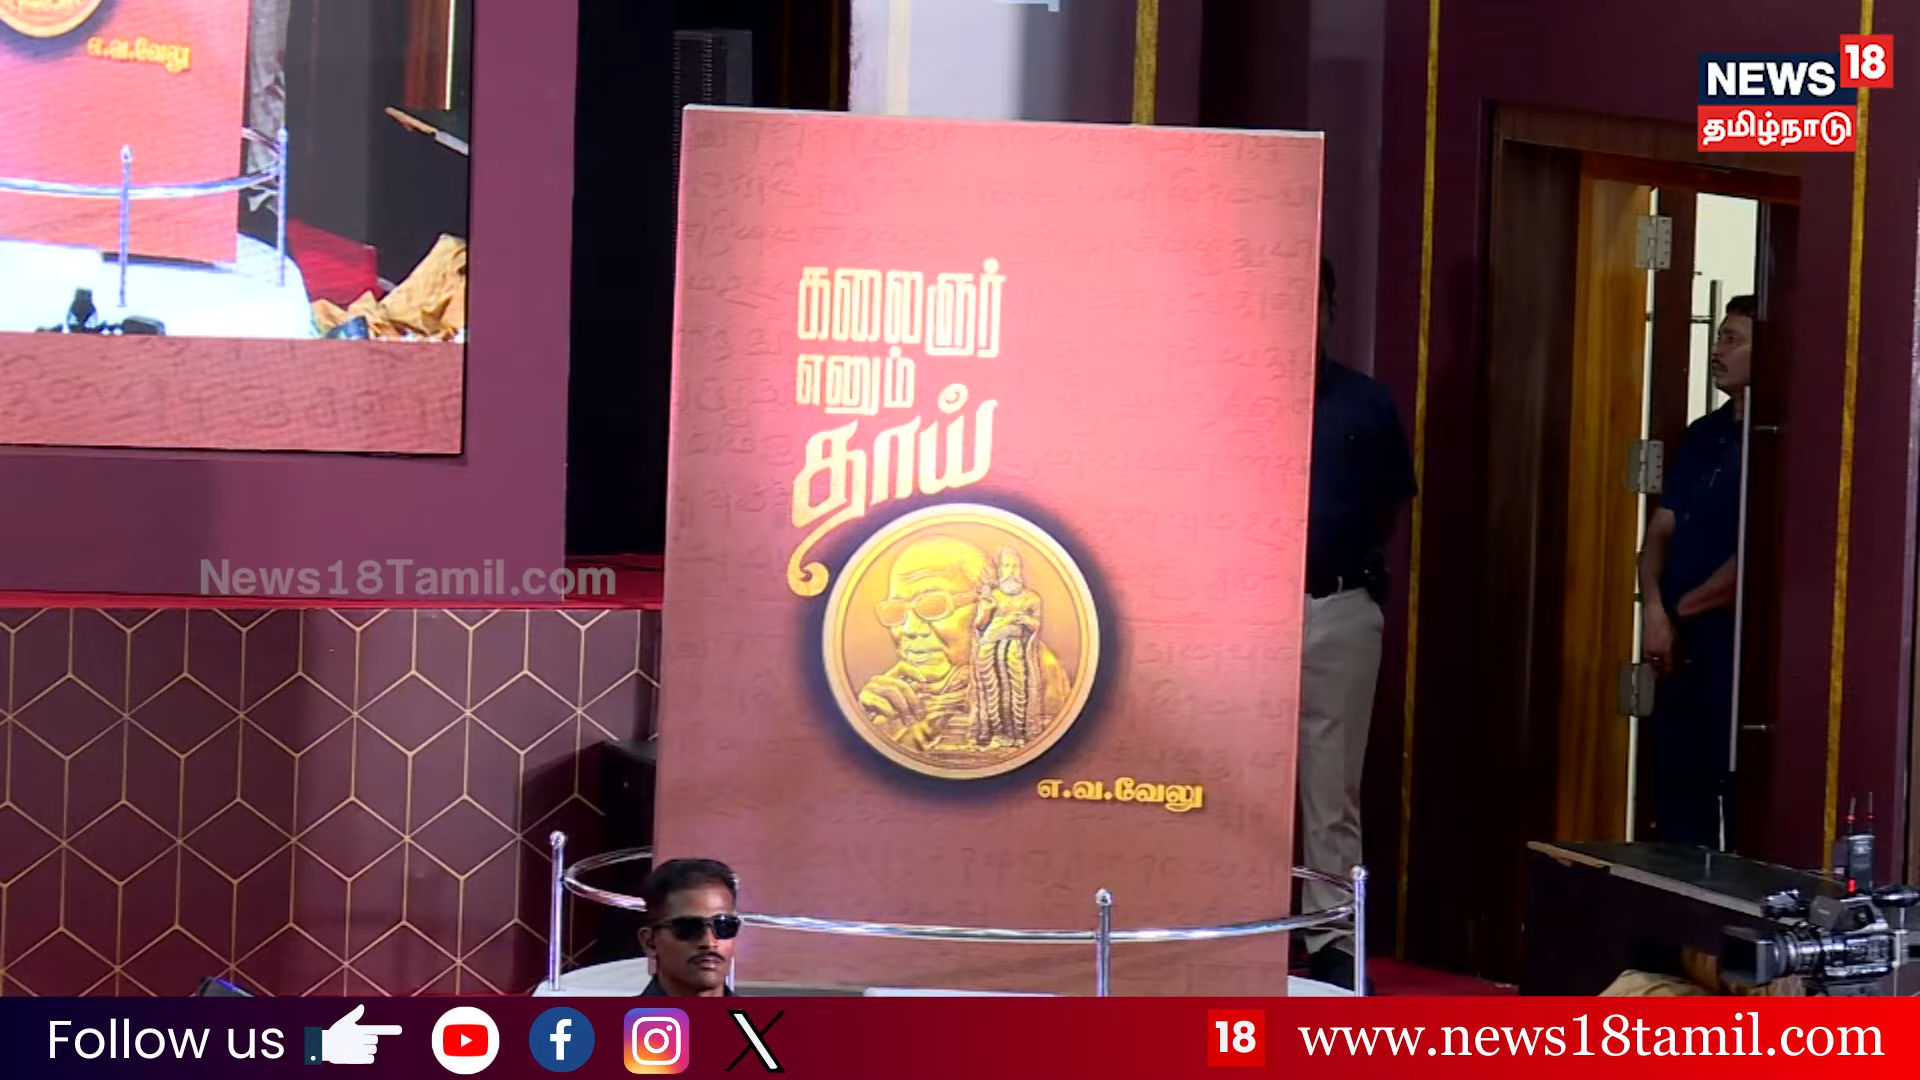 எ.வ.வேலு
NEWS 18
தமிழ்நாடு
கலைஞர்
எனும்
தாய்
எ.வ.வேலு
News18Tamil.com
Follow us
18 www.news18tamil.com